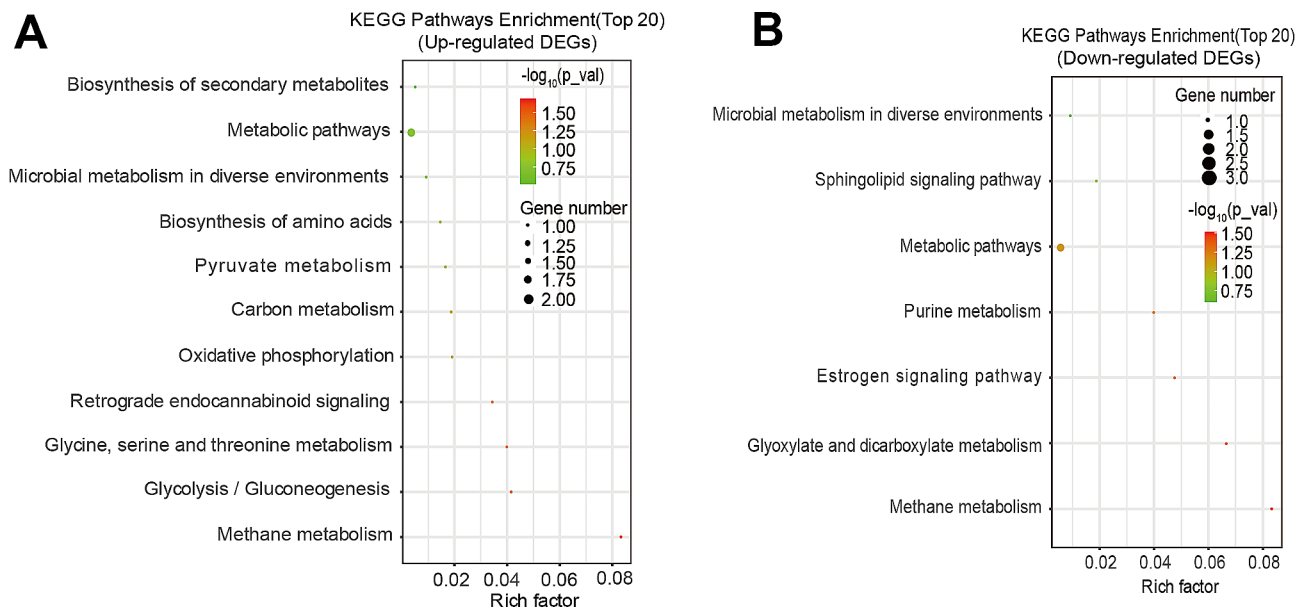 A
KEGG Pathways Enrichment(Top 20)
(Up-regulated DEGs)
Biosynthesis of secondary metabolites
Metabolic pathways
Microbial metabolism in diverse environments
Biosynthesis of amino acids
Pyruvate metabolism
Carbon metabolism
Oxidative phosphorylation
Retrograde endocannabinoid signaling
Glycine, serine and threonine metabolism
Glycolysis / Gluconeogenesis
Methane metabolism
-log10(p_val)
1.50
1.25
1.00
0.75
Gene number
1.00
1.25
1.50
1.75
2.00
0.02 0.04 0.06 0.08
Rich factor
B
KEGG Pathways Enrichment(Top 20)
(Down-regulated DEGs)
Microbial metabolism in diverse environments
Sphingolipid signaling pathway
Metabolic pathways
Purine metabolism
Estrogen signaling pathway
Glyoxylate and dicarboxylate metabolism
Methane metabolism
Gene number
1.0
1.5
2.0
2.5
3.0
-log10(p_val)
1.50
1.25
1.00
0.75
0.02 0.04 0.06 0.08
Rich factor